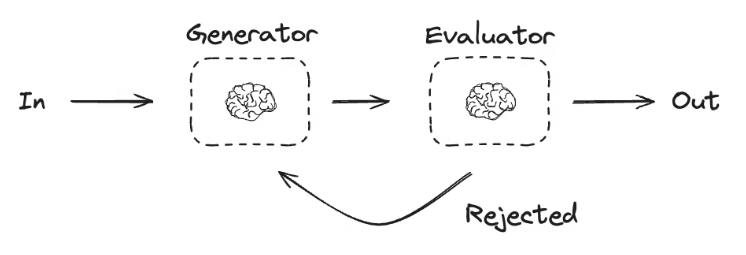 Generator
Evaluator
In
Out
Rejected